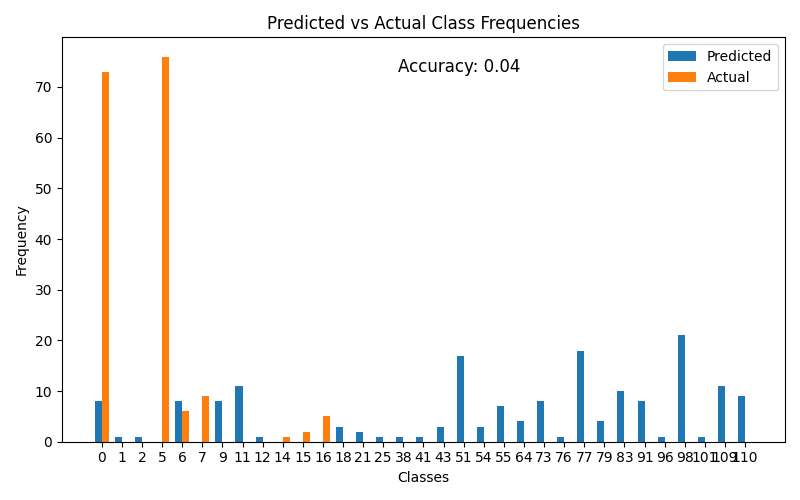 Predicted vs Actual Class Frequencies
Accuracy: 0.04
Predicted
Actual
70
60
50
40
30
20
10
0
Frequency
0 1 2 5 6 7 9 11 12 14 15 16 18 21 25 38 41 43 51 54 55 64 73 76 77 79 83 91 96 98 101 109 110
Classes